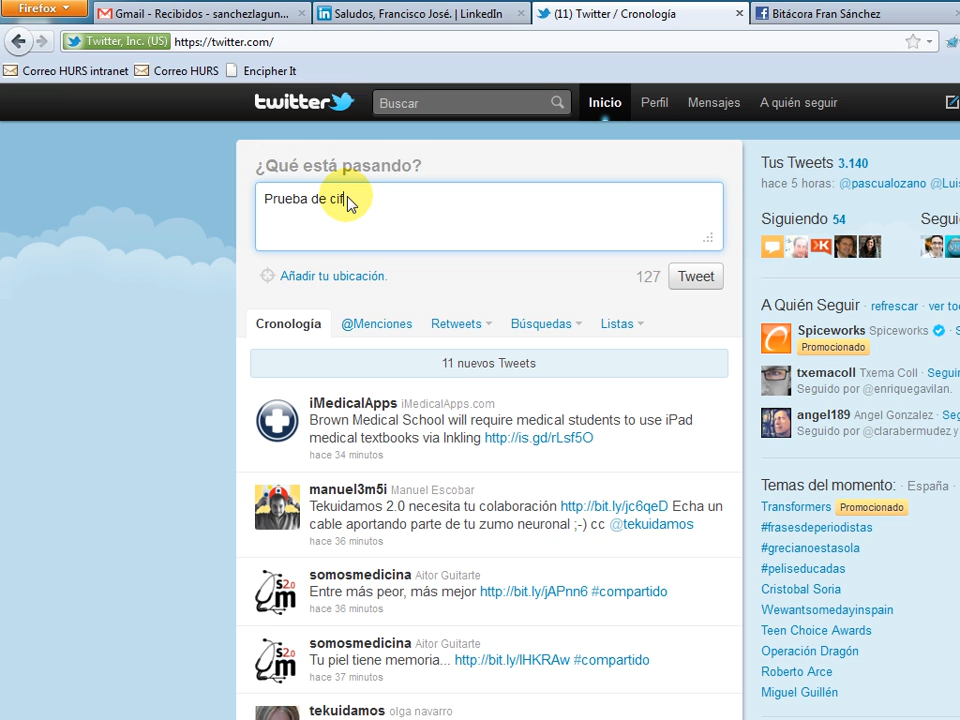 Firefox
Gmail - Recibidos - sanchezlagun...
Saludos, Francisco José. | LinkedIn
(11) Twitter / Cronología
Bitácora Fran Sánchez
Twitter, Inc. (US) https://twitter.com/
Correo HURS intranet Correo HURS Encipher It
twitter Buscar Inicio Perfil Mensajes A quién seguir
¿Qué está pasando?
Prueba de cif
Añadir tu ubicación. 127 Tweet
Cronología @Menciones Retweets Búsquedas Listas
11 nuevos Tweets
iMedicalApps iMedicalApps.com
Brown Medical School will require medical students to use iPad
medical textbooks via Inkling http://is.gd/rLsf5O
hace 34 minutos
manuel3m5i Manuel Escobar
Tekuidamos 2.0 necesita tu colaboración http://bit.ly/jc6qeD Echa un
cable aportando parte de tu zumo neuronal ;-) cc @tekuidamos
hace 36 minutos
somosmedicina Aitor Guitarte
Entre más peor, más mejor http://bit.ly/jAPnn6 #compartido
hace 36 minutos
somosmedicina Aitor Guitarte
Tu piel tiene memoria... http://bit.ly/lHKRAw #compartido
hace 37 minutos
tekuidamos olga navarro
Tus Tweets 3.140
hace 5 horas: @pascualozano @Luis
Siguiendo 54 Segui
A Quién Seguir · refrescar · ver to
Spiceworks Spiceworks · S
Promocionado
txemacoll Txema Coll · Segui
Seguido por @enriquegavilan.
angel189 Angel Gonzalez · Seg
Seguido por @clarabermudez y
Temas del momento: · España ·
Transformers Promocionado
#frasesdeperiodistas
#grecianoestasola
#peliseducadas
Cristobal Soria
Wewantsomedayinspain
Teen Choice Awards
Operación Dragón
Roberto Arce
Miguel Guillén